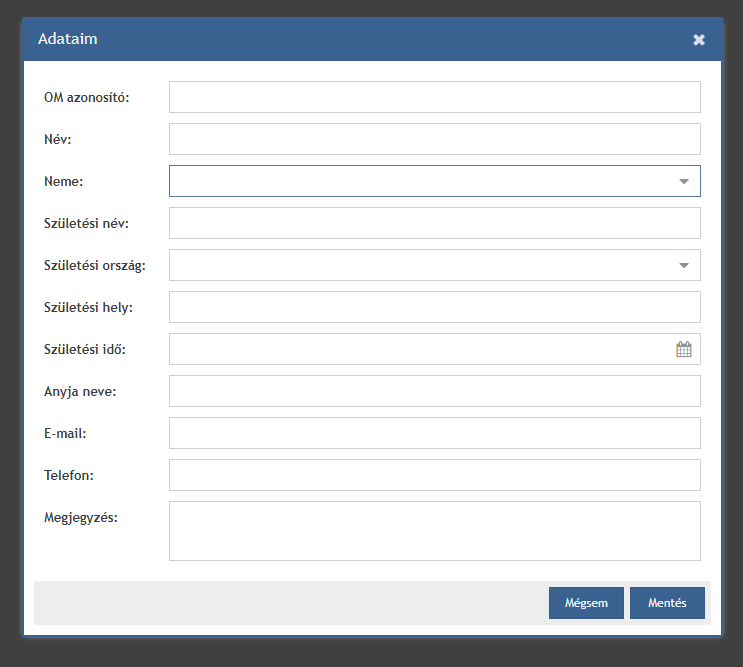 Adataim
OM azonosító:
Név:
Neme:
Születési név:
Születési ország:
Születési hely:
Születési idő:
Anyja neve:
E-mail:
Telefon:
Megjegyzés:
Mégsem Mentés